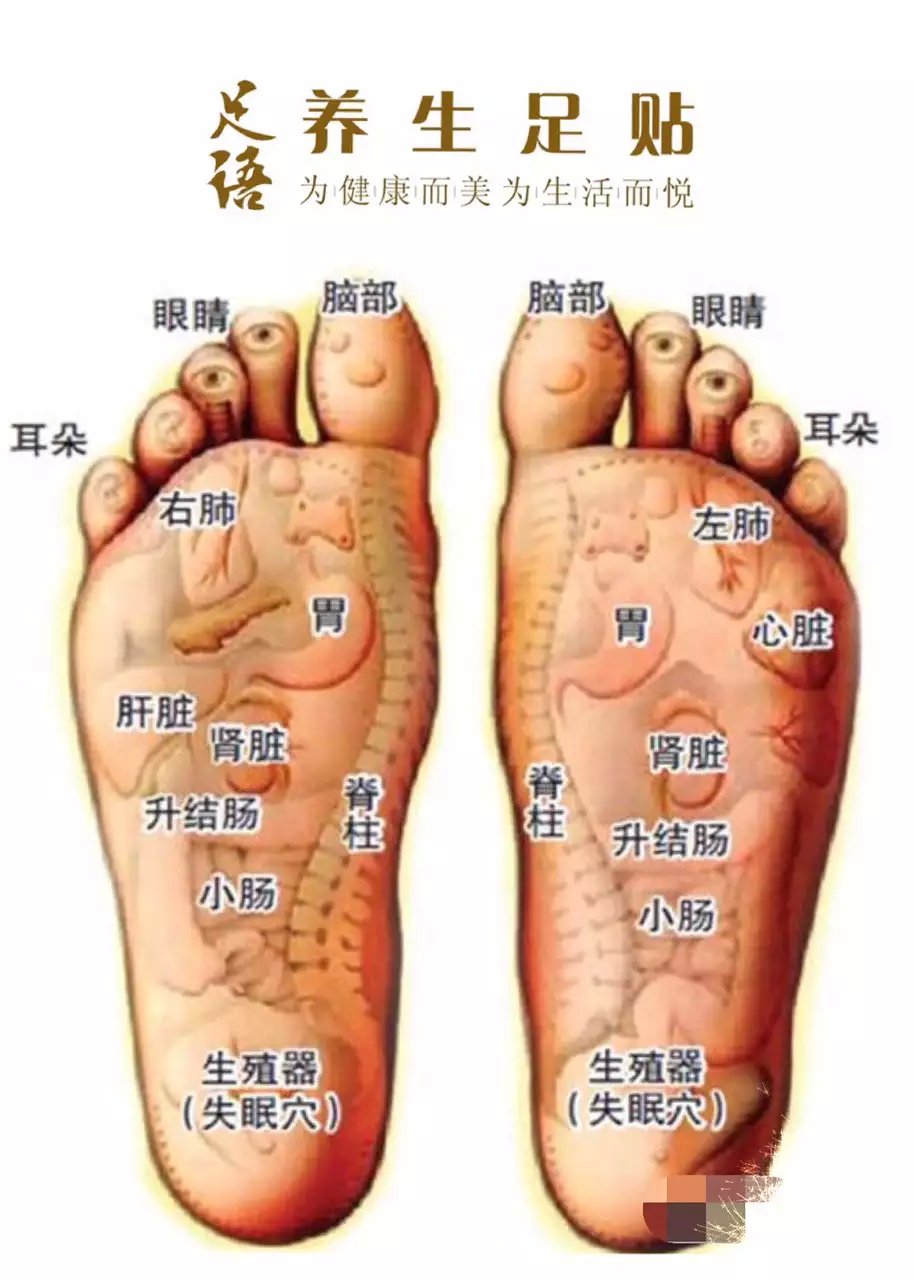 足语
养生足贴
为健康而美为生活而悦
脑部
脑部
眼睛
眼睛
耳朵
耳朵
右肺
左肺
胃
胃
心脏
肝脏
肾脏
肾脏
脊柱
脊柱
升结肠
升结肠
小肠
小肠
生殖器
(失眠穴)
生殖器
(失眠穴)